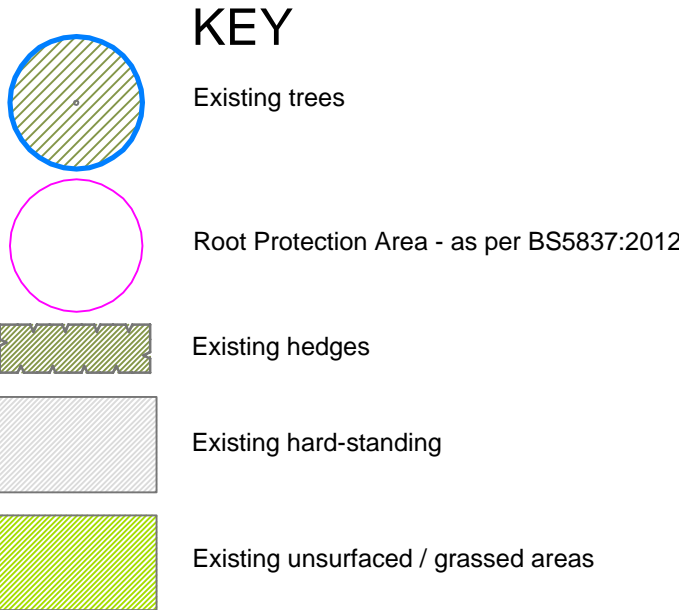 KEY
Existing trees
Root Protection Area - as per BS5837:2012
Existing hedges
Existing hard-standing
Existing unsurfaced / grassed areas